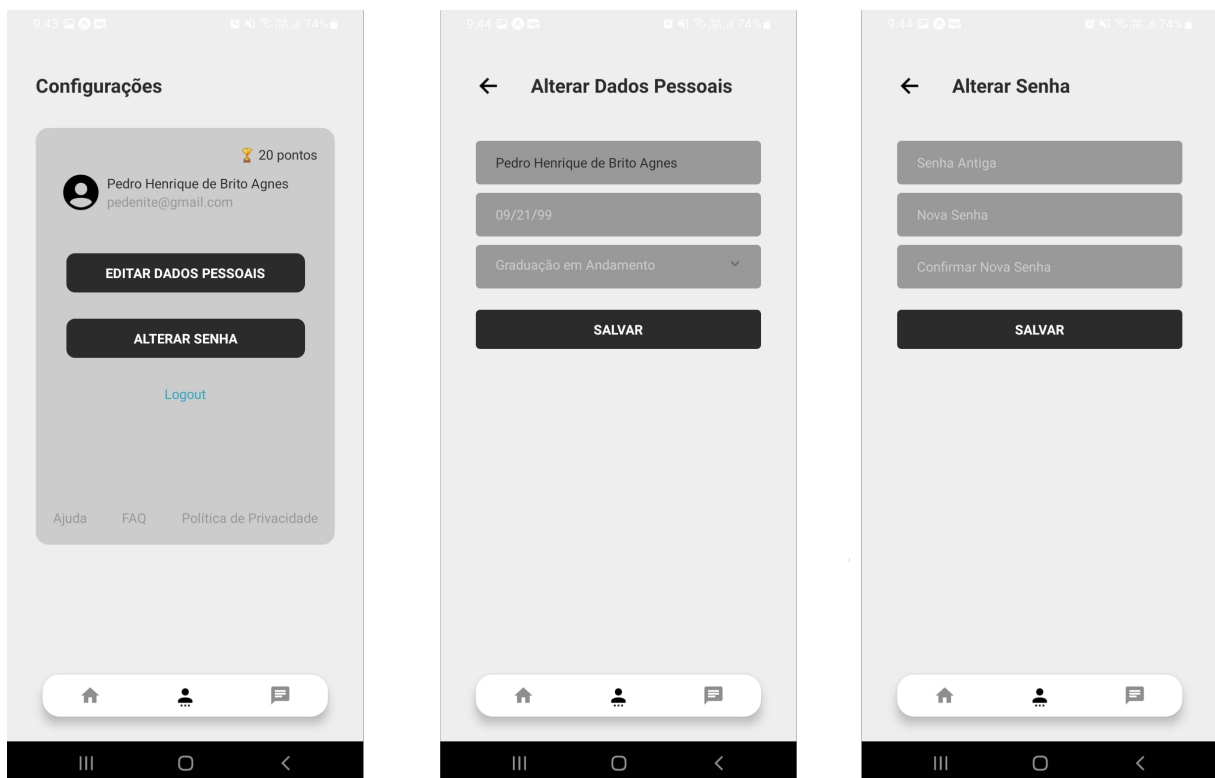 9:43
74%
Configurações
20 pontos
Pedro Henrique de Brito Agnes
pedenite@gmail.com
EDITAR DADOS PESSOAIS
ALTERAR SENHA
Logout
Ajuda FAQ Política de Privacidade
9:44
74%
Alterar Dados Pessoais
Pedro Henrique de Brito Agnes
09/21/99
Graduação em Andamento
SALVAR
9:44
74%
Alterar Senha
Senha Antiga
Nova Senha
Confirmar Nova Senha
SALVAR